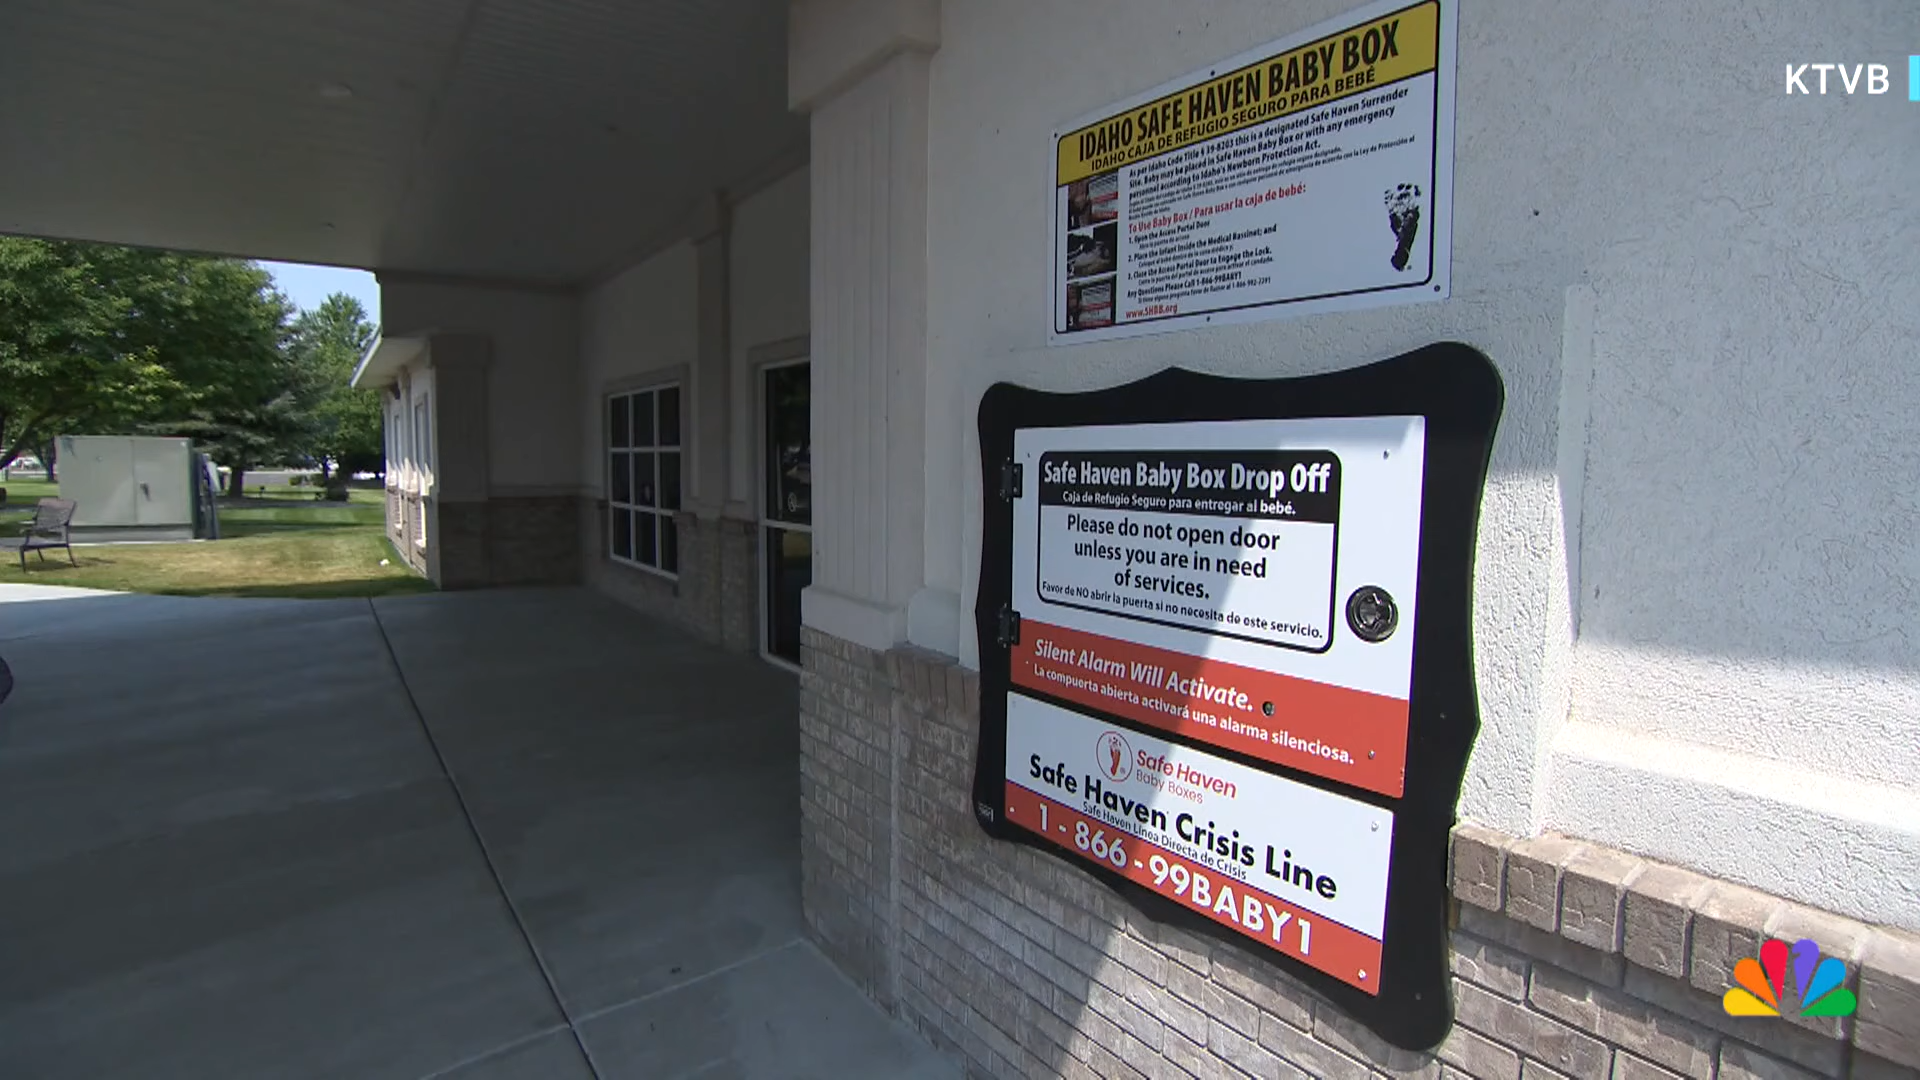 KTVB
IDAHO SAFE HAVEN BABY BOX
IDAHO CAJA DE REFUGIO SEGURO PARA BEBÉ
As per Idaho Code Title § 39-8203 this is a designated Safe Haven Surrender
Site. Baby may be placed in Safe Haven Baby Box or with any emergency
personnel according to Idaho's Newborn Protection Act.
To Use Baby Box / Para usar la caja de bebé:
1. Open the Access Portal Door
2. Place the Infant Inside the Medical Bassinet; and
3. Close the Access Portal Door to Engage the Lock.
Any Questions Please Call 1-866-99BABY1
www.SHBB.org
Safe Haven Baby Box Drop Off
Caja de Refugio Seguro para entregar al bebé.
Please do not open door
unless you are in need
of services.
Favor de NO abrir la puerta si no necesita de este servicio.
Silent Alarm Will Activate.
La compuerta abierta activará una alarma silenciosa.
Safe Haven
Baby Boxes
Safe Haven Crisis Line
Safe Haven Linea Directa de Crisis
1 - 866 - 99BABY1